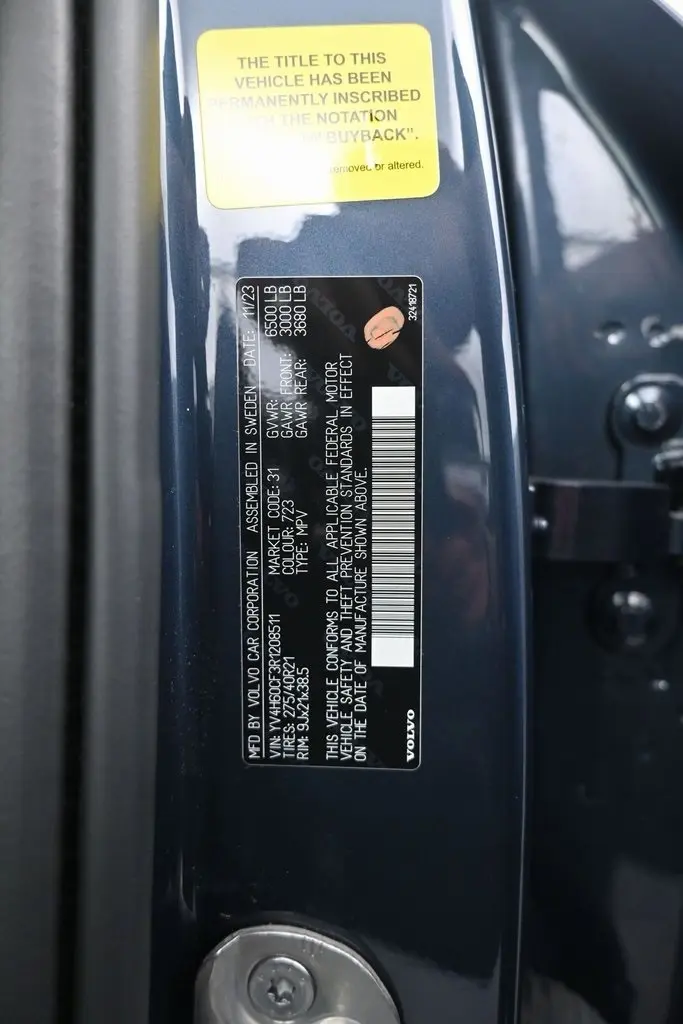 THE TITLE TO THIS
VEHICLE HAS BEEN
PERMANENTLY INSCRIBED
THE NOTATION
BUYBACK".
removed or altered.
MFD BY VOLVO CAR CORPORATION ASSEMBLED IN SWEDEN DATE: 11/23
VIN: YV4H60CF3R1208511 MARKET CODE: 31 GVWR: 6500 LB
TIRES: 275/40R21 COLOUR: 723 GAWR FRONT: 3000 LB
RIM: 9Jx21x38.5 TYPE: MPV GAWR REAR: 3680 LB
THIS VEHICLE CONFORMS TO ALL APPLICABLE FEDERAL MOTOR
VEHICLE SAFETY AND THEFT PREVENTION STANDARDS IN EFFECT
ON THE DATE OF MANUFACTURE SHOWN ABOVE.
VOLVO
32418721